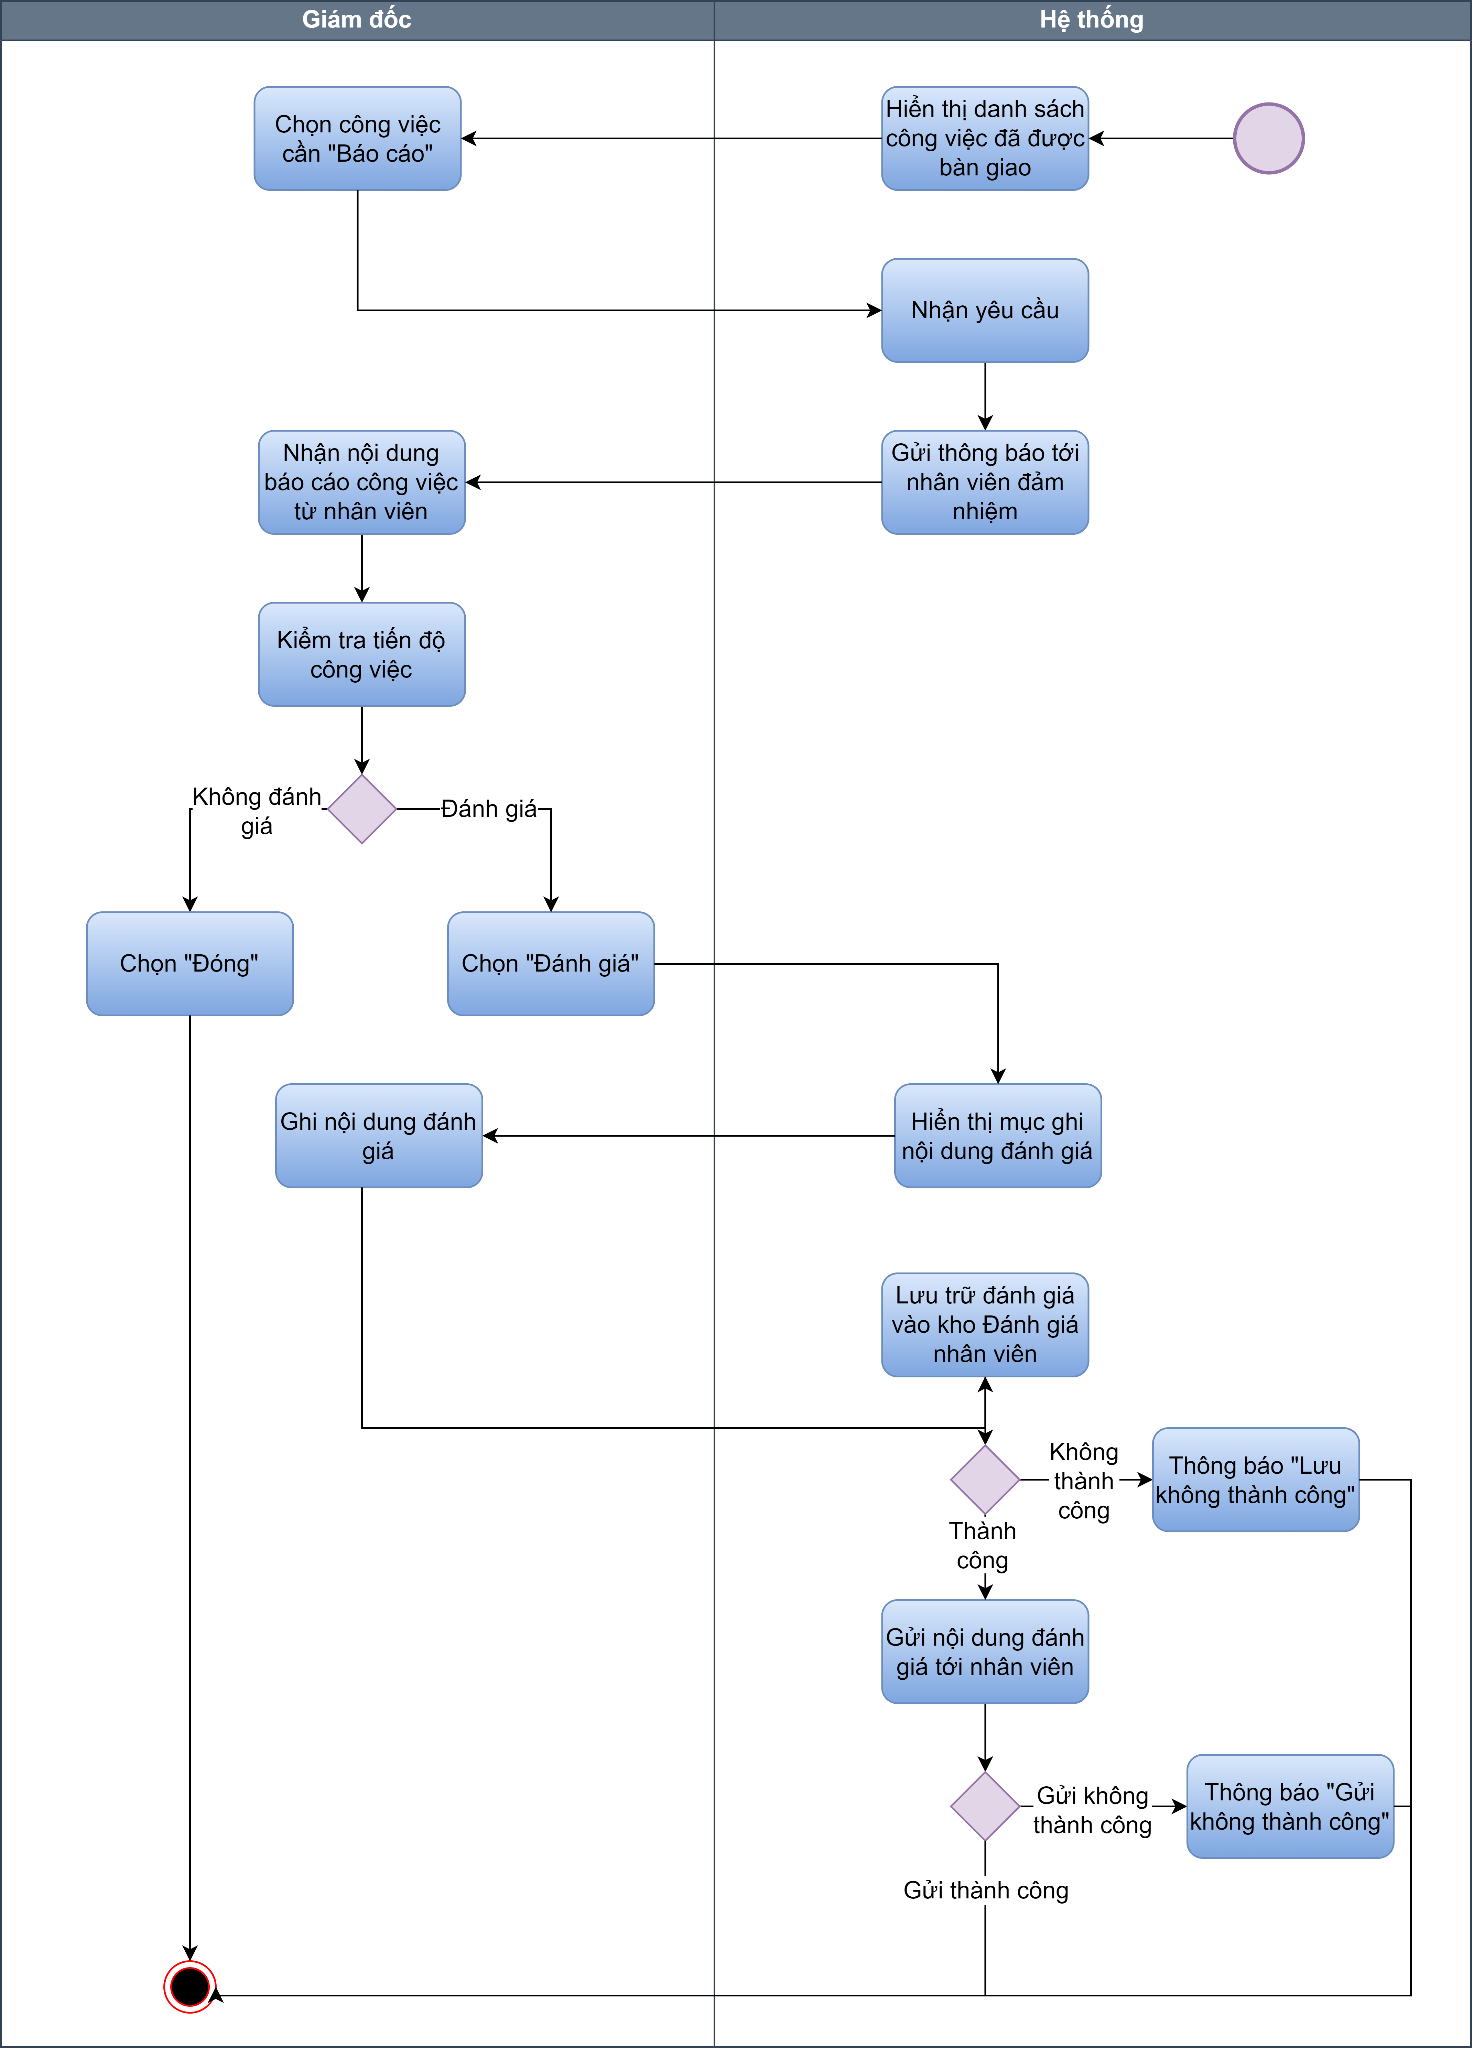 Giám đốc
Hệ thống
Chọn công việc
cần "Báo cáo"
Hiển thị danh sách
công việc đã được
bàn giao
Nhận yêu cầu
Nhận nội dung
báo cáo công việc
từ nhân viên
Gửi thông báo tới
nhân viên đảm
nhiệm
Kiểm tra tiến độ
công việc
Không đánh
giá
Đánh giá
Chọn "Đóng"
Chọn "Đánh giá"
Ghi nội dung đánh
giá
Hiển thị mục ghi
nội dung đánh giá
Lưu trữ đánh giá
vào kho Đánh giá
nhân viên
Không
thành
công
Thông báo "Lưu
không thành công"
Thành
công
Gửi nội dung đánh
giá tới nhân viên
Gửi không
thành công
Thông báo "Gửi
không thành công"
Gửi thành công